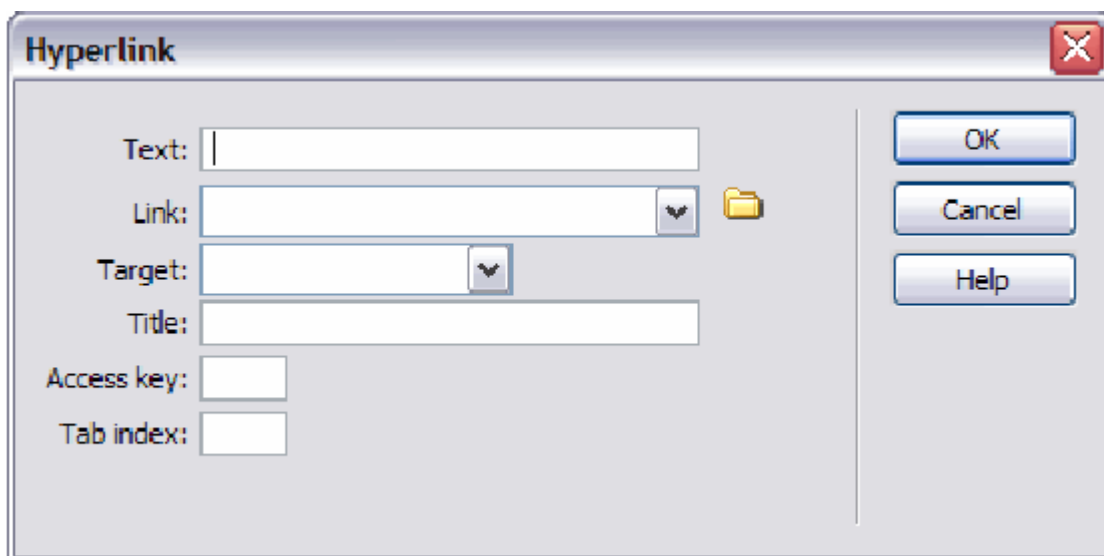 Hyperlink
Text:
Link:
Target:
Title:
Access key:
Tab index:
OK
Cancel
Help